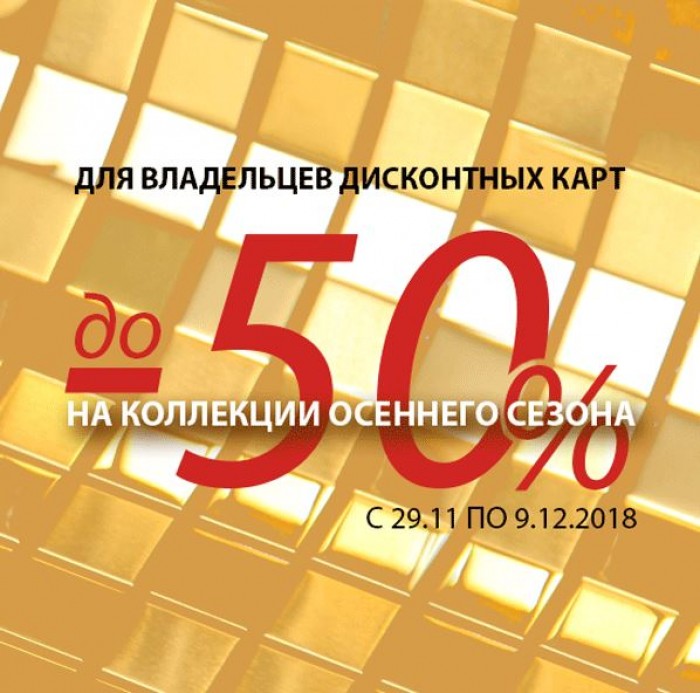 ДЛЯ ВЛАДЕЛЬЦЕВ ДИСКОНТНЫХ КАРТ
до
-50%
НА КОЛЛЕКЦИИ ОСЕННЕГО СЕЗОНА
С 29.11 ПО 9.12.2018